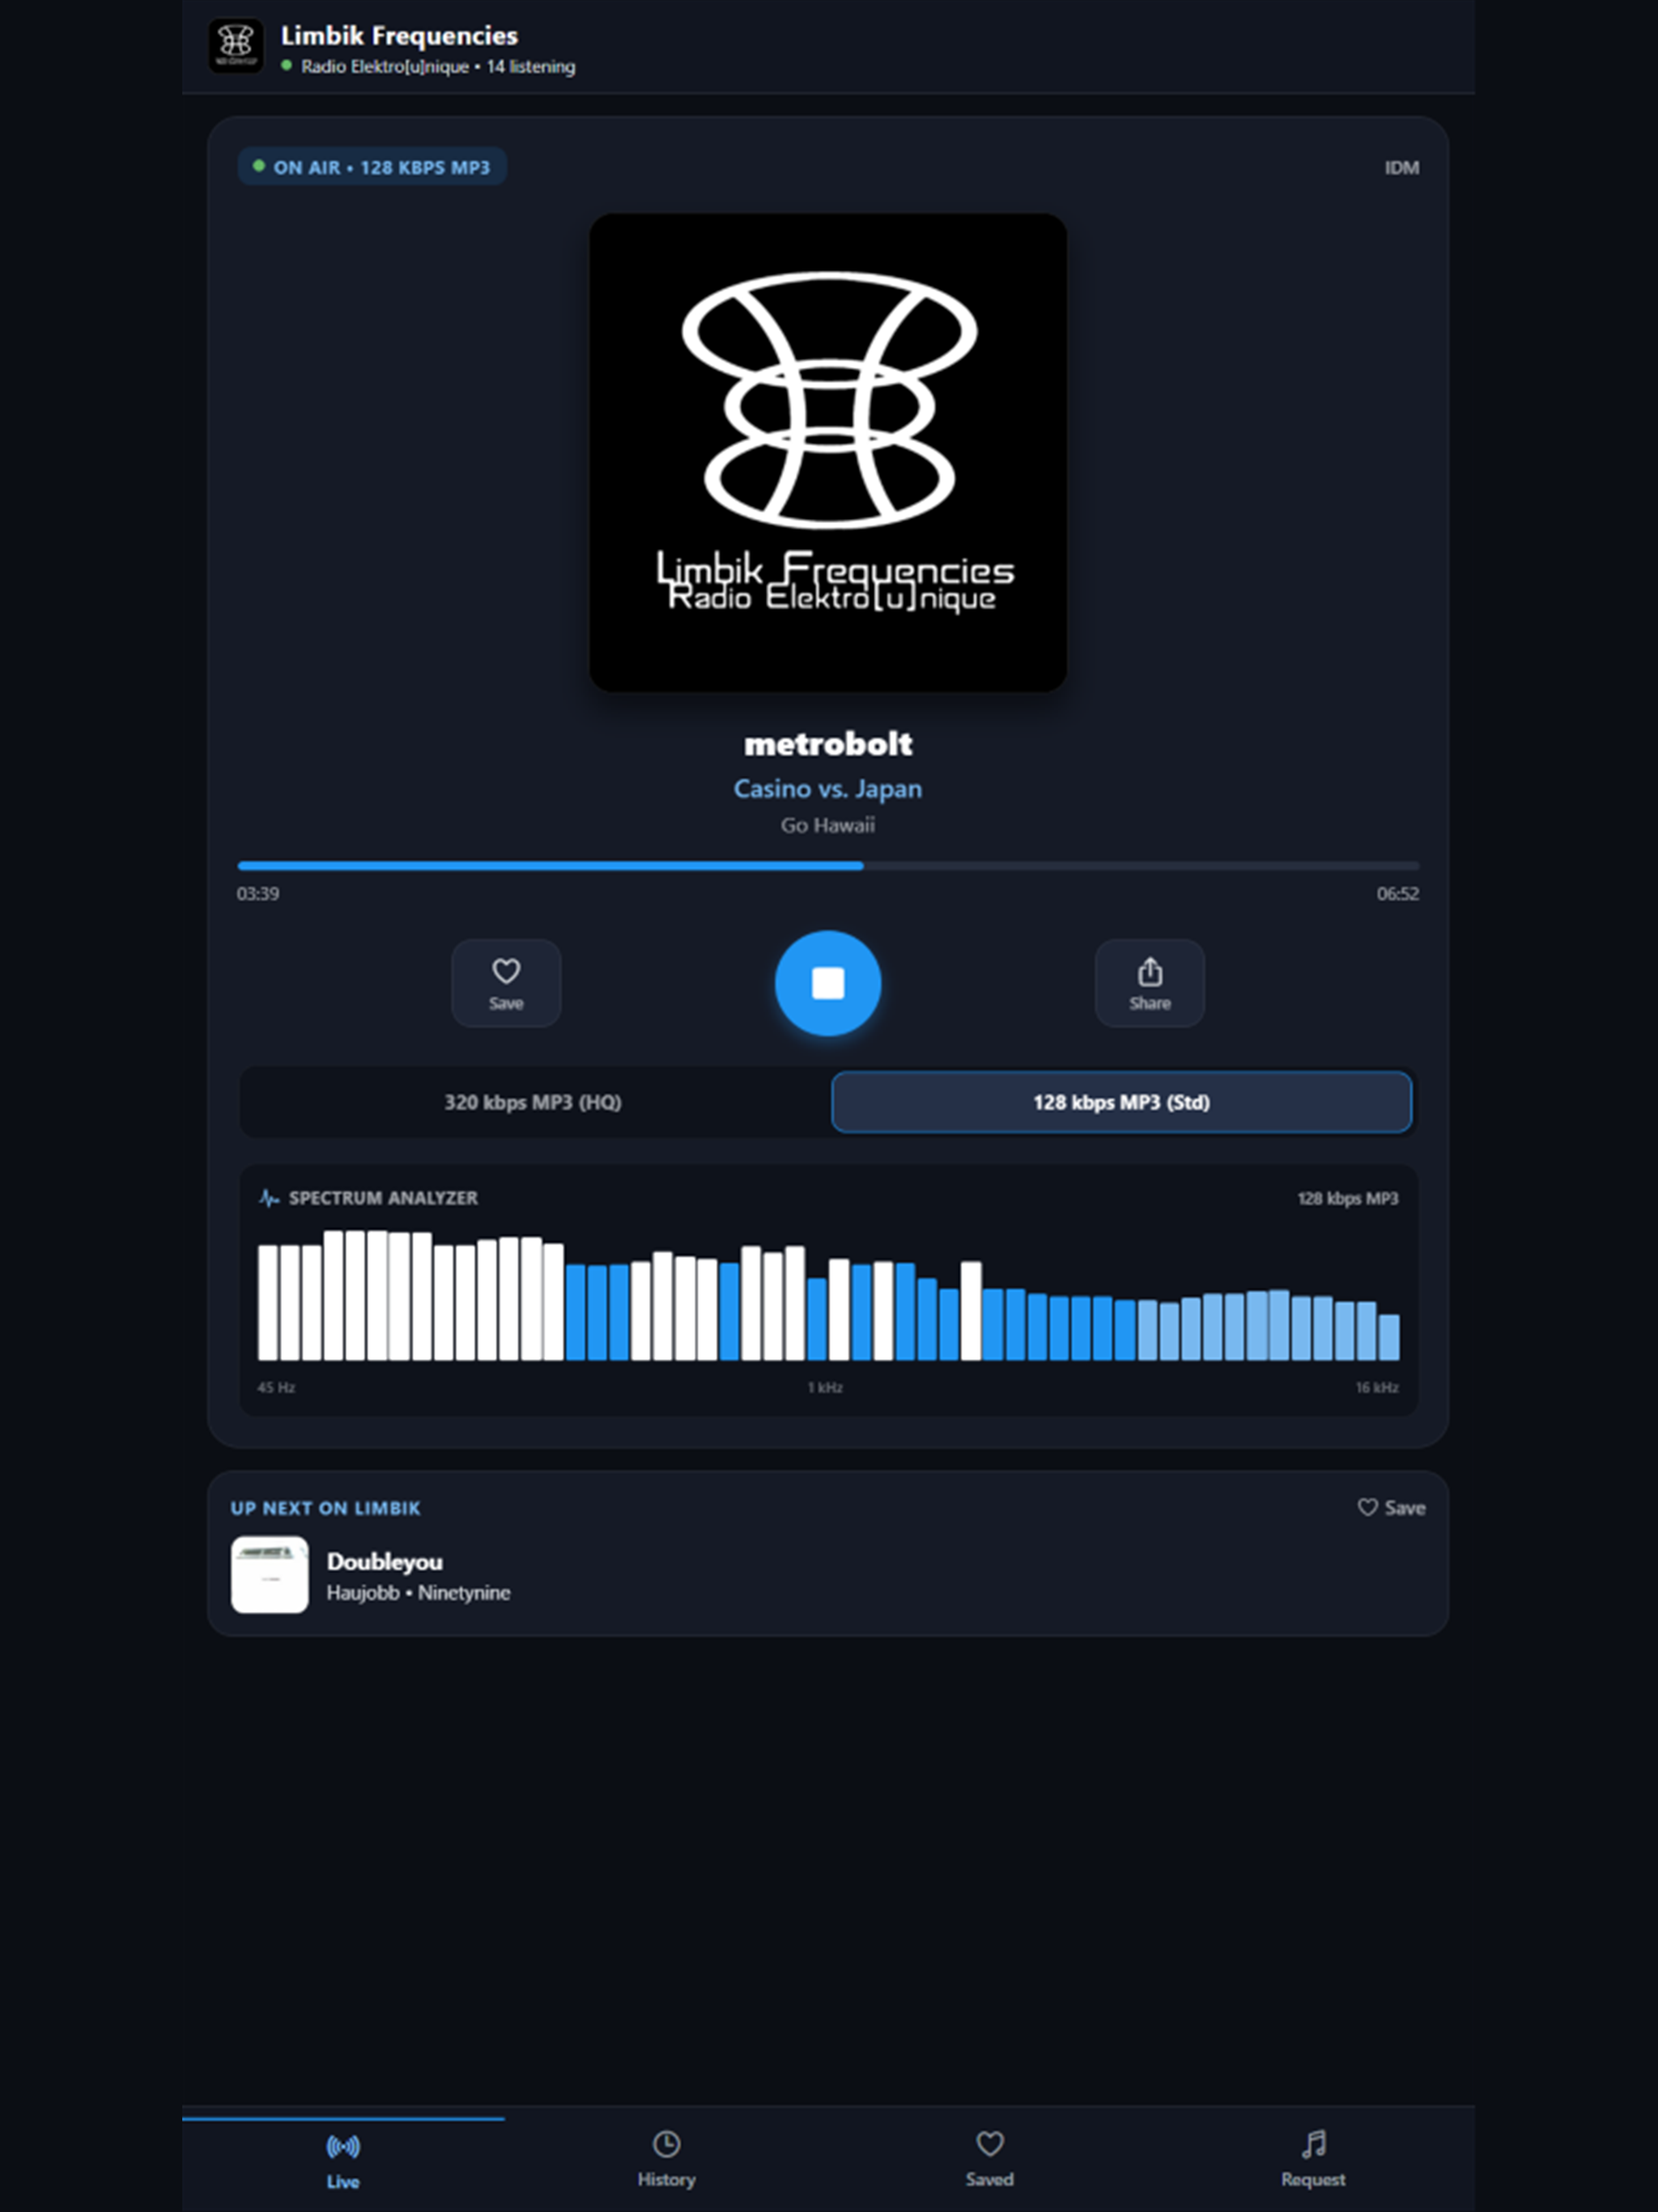 Limbik Frequencies
Radio Elektro[u]nique • 14 listening
ON AIR • 128 KBPS MP3
IDM
Limbik Frequencies
Radio Elektro[u]nique
metrobolt
Casino vs. Japan
Go Hawaii
03:39
06:52
Save
Share
320 kbps MP3 (HQ)
128 kbps MP3 (Std)
SPECTRUM ANALYZER
128 kbps MP3
45 Hz
1 kHz
16 kHz
UP NEXT ON LIMBIK
Save
Doubleyou
Haujobb • Ninetynine
Live
History
Saved
Request